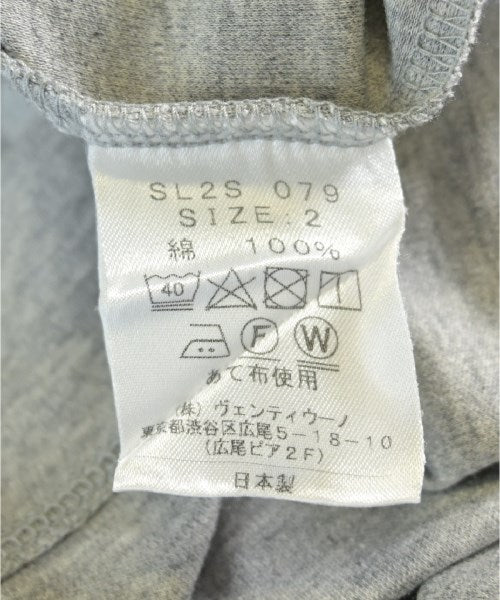 SL2S 079
SIZE:2
綿 100%
40
F W
あて布使用
(株)ヴェンティウーノ
東京都渋谷区広尾5-18-10
(広尾ピア2F)
日本製